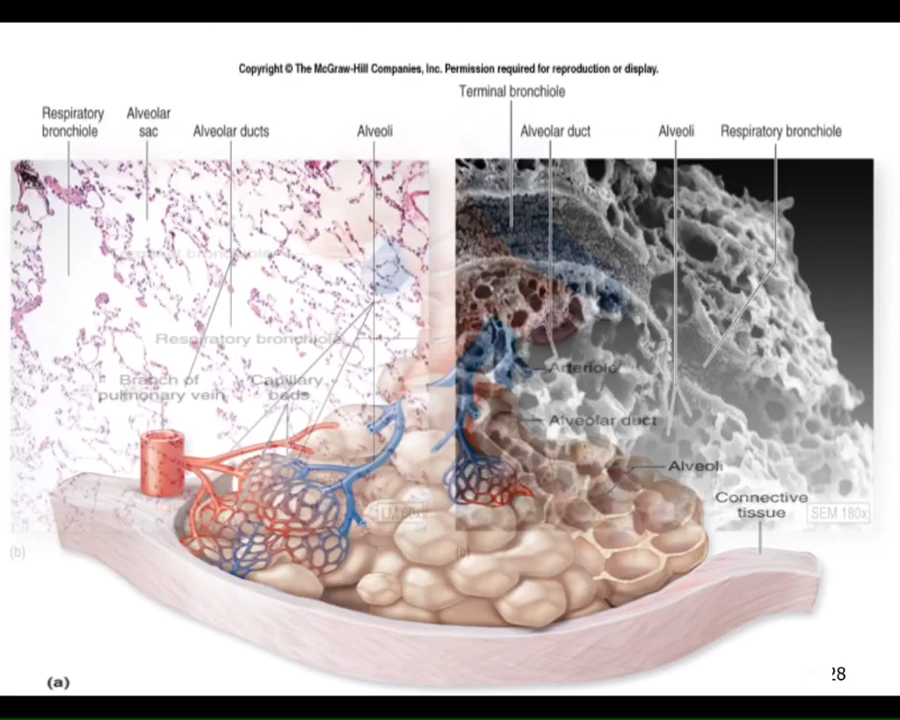 Copyright © The McGraw-Hill Companies, Inc. Permission required for reproduction or display.
Terminal bronchiole
Respiratory
bronchiole
Alveolar
sac
Alveolar ducts
Alveoli
Alveolar duct
Alveoli
Respiratory bronchiole
Respiratory bronchiole
Branch of
pulmonary vein
Capillary
beds
Arteriole
Alveolar duct
Alveoli
Connective
tissue
SEM 180x
(b)
(a)
28